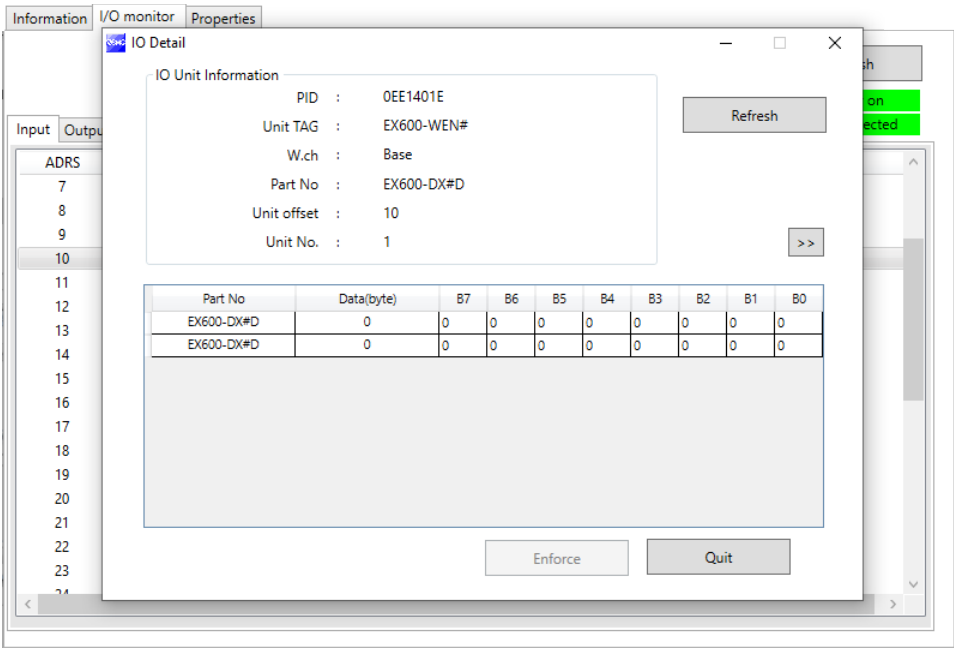 Information I/O monitor Properties
IO Detail
sh
on
ected
Input Outpu
ADRS
7
8
9
10
11
12
13
14
15
16
17
18
19
20
21
22
23
24
IO Unit Information
PID : 0EE1401E
Unit TAG : EX600-WEN#
W.ch : Base
Part No : EX600-DX#D
Unit offset : 10
Unit No. : 1
Refresh
>>
Part No Data(byte) B7 B6 B5 B4 B3 B2 B1 B0
EX600-DX#D 0 0 0 0 0 0 0 0 0
EX600-DX#D 0 0 0 0 0 0 0 0 0
Enforce Quit